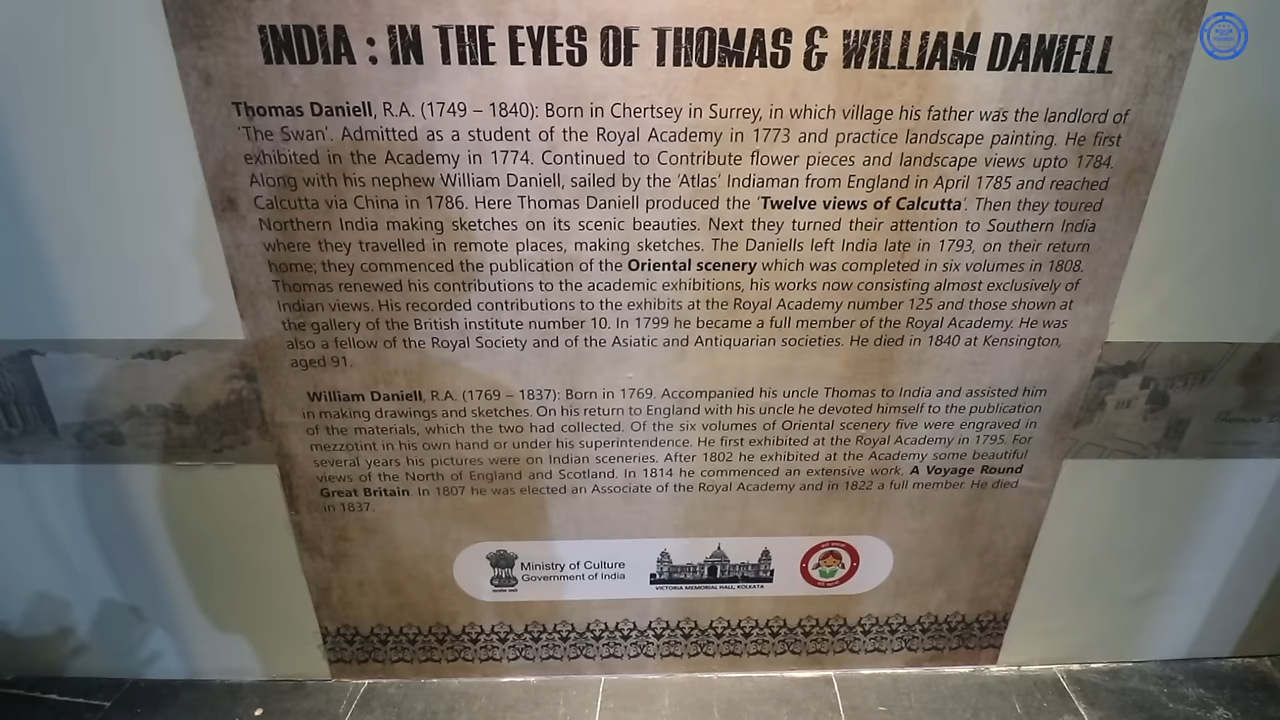 INDIA : IN THE EYES OF THOMAS & WILLIAM DANIELL
Thomas Daniell, R.A. (1749 – 1840): Born in Chertsey in Surrey, in which village his father was the landlord of
'The Swan'. Admitted as a student of the Royal Academy in 1773 and practice landscape painting. He first
exhibited in the Academy in 1774. Continued to Contribute flower pieces and landscape views upto 1784.
Along with his nephew William Daniell, sailed by the 'Atlas' Indiaman from England in April 1785 and reached
Calcutta via China in 1786. Here Thomas Daniell produced the 'Twelve views of Calcutta'. Then they toured
Northern India making sketches on its scenic beauties. Next they turned their attention to Southern India
where they travelled in remote places, making sketches. The Daniells left India late in 1793, on their return
home; they commenced the publication of the Oriental scenery which was completed in six volumes in 1808.
Thomas renewed his contributions to the academic exhibitions, his works now consisting almost exclusively of
Indian views. His recorded contributions to the exhibits at the Royal Academy number 125 and those shown at
the gallery of the British institute number 10. In 1799 he became a full member of the Royal Academy. He was
also a fellow of the Royal Society and of the Asiatic and Antiquarian societies. He died in 1840 at Kensington,
aged 91.
William Daniell, R.A. (1769 – 1837): Born in 1769. Accompanied his uncle Thomas to India and assisted him
in making drawings and sketches. On his return to England with his uncle he devoted himself to the publication
of the materials, which the two had collected. Of the six volumes of Oriental scenery five were engraved in
mezzotint in his own hand or under his superintendence. He first exhibited at the Royal Academy in 1795. For
several years his pictures were on Indian sceneries. After 1802 he exhibited at the Academy some beautiful
views of the North of England and Scotland. In 1814 he commenced an extensive work, A Voyage Round
Great Britain. In 1807 he was elected an Associate of the Royal Academy and in 1822 a full member. He died
in 1837.
Ministry of Culture
Government of India
VICTORIA MEMORIAL HALL, KOLKATA